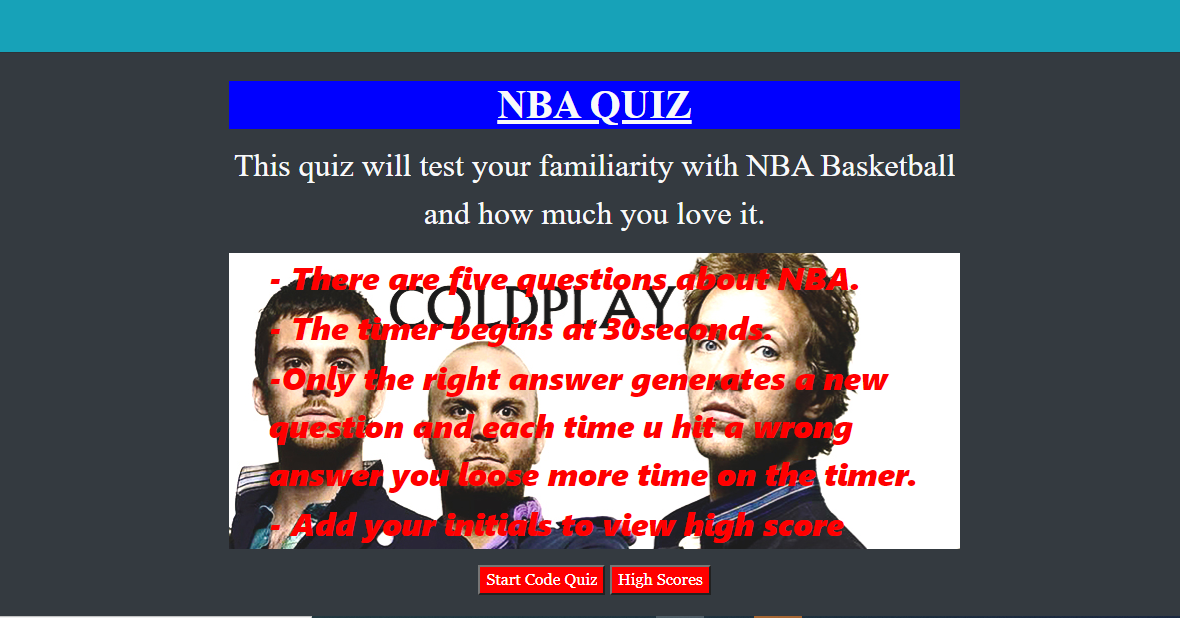 NBA QUIZ
This quiz will test your familiarity with NBA Basketball
and how much you love it.
- There are five questions about NBA.
COLDPLAY
- The timer begins at 30seconds.
-Only the right answer generates a new
question and each time u hit a wrong
answer you loose more time on the timer.
- Add your initials to view high score
Start Code Quiz High Scores